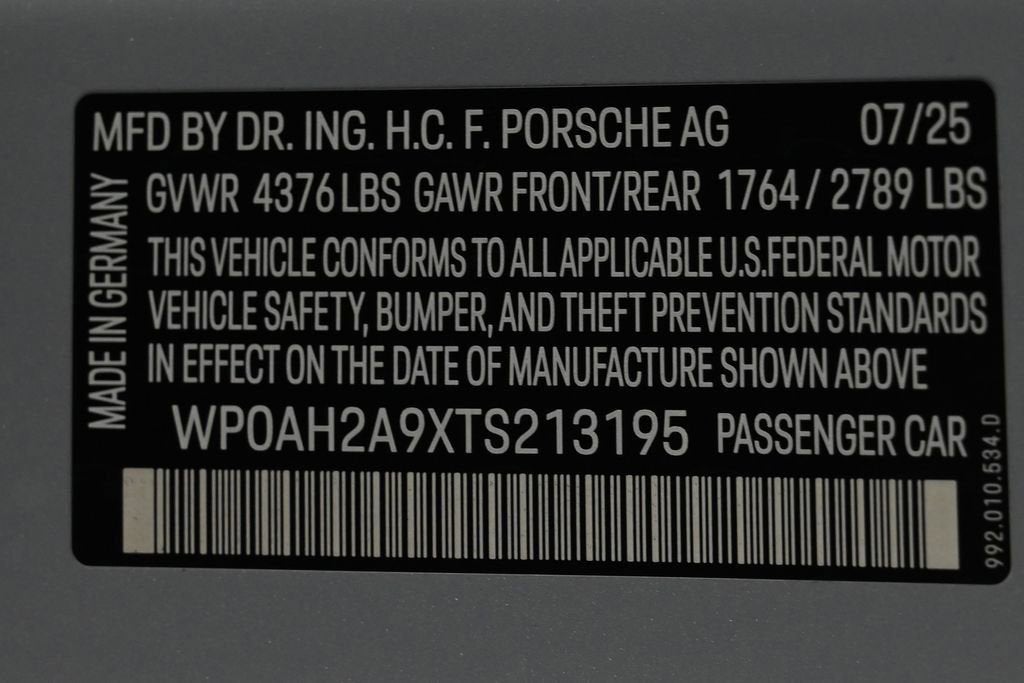 MFD BY DR. ING. H.C. F. PORSCHE AG 07/25
MADE IN GERMANY
GVWR 4376 LBS GAWR FRONT/REAR 1764 / 2789 LBS
THIS VEHICLE CONFORMS TO ALL APPLICABLE U.S.FEDERAL MOTOR
VEHICLE SAFETY, BUMPER, AND THEFT PREVENTION STANDARDS
IN EFFECT ON THE DATE OF MANUFACTURE SHOWN ABOVE
WP0AH2A9XTS213195 PASSENGER CAR
992.010.534.D